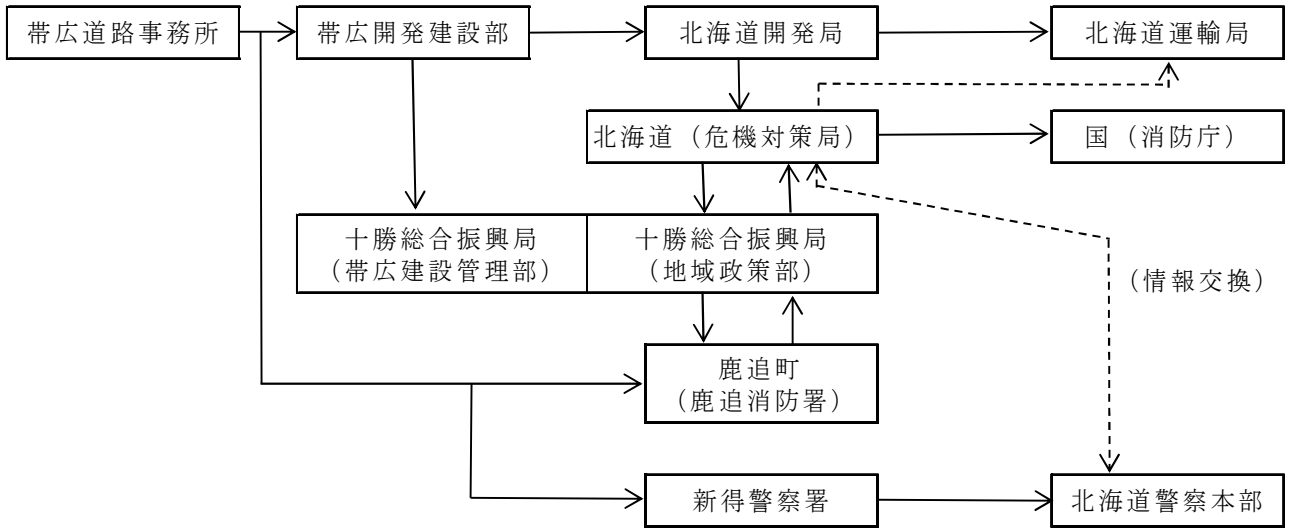 帯広道路事務所
帯広開発建設部
北海道開発局
北海道運輸局
北海道（危機対策局）
国（消防庁）
十勝総合振興局
（帯広建設管理部）
十勝総合振興局
（地域政策部）
（情報交換）
鹿追町
（鹿追消防署）
新得警察署
北海道警察本部